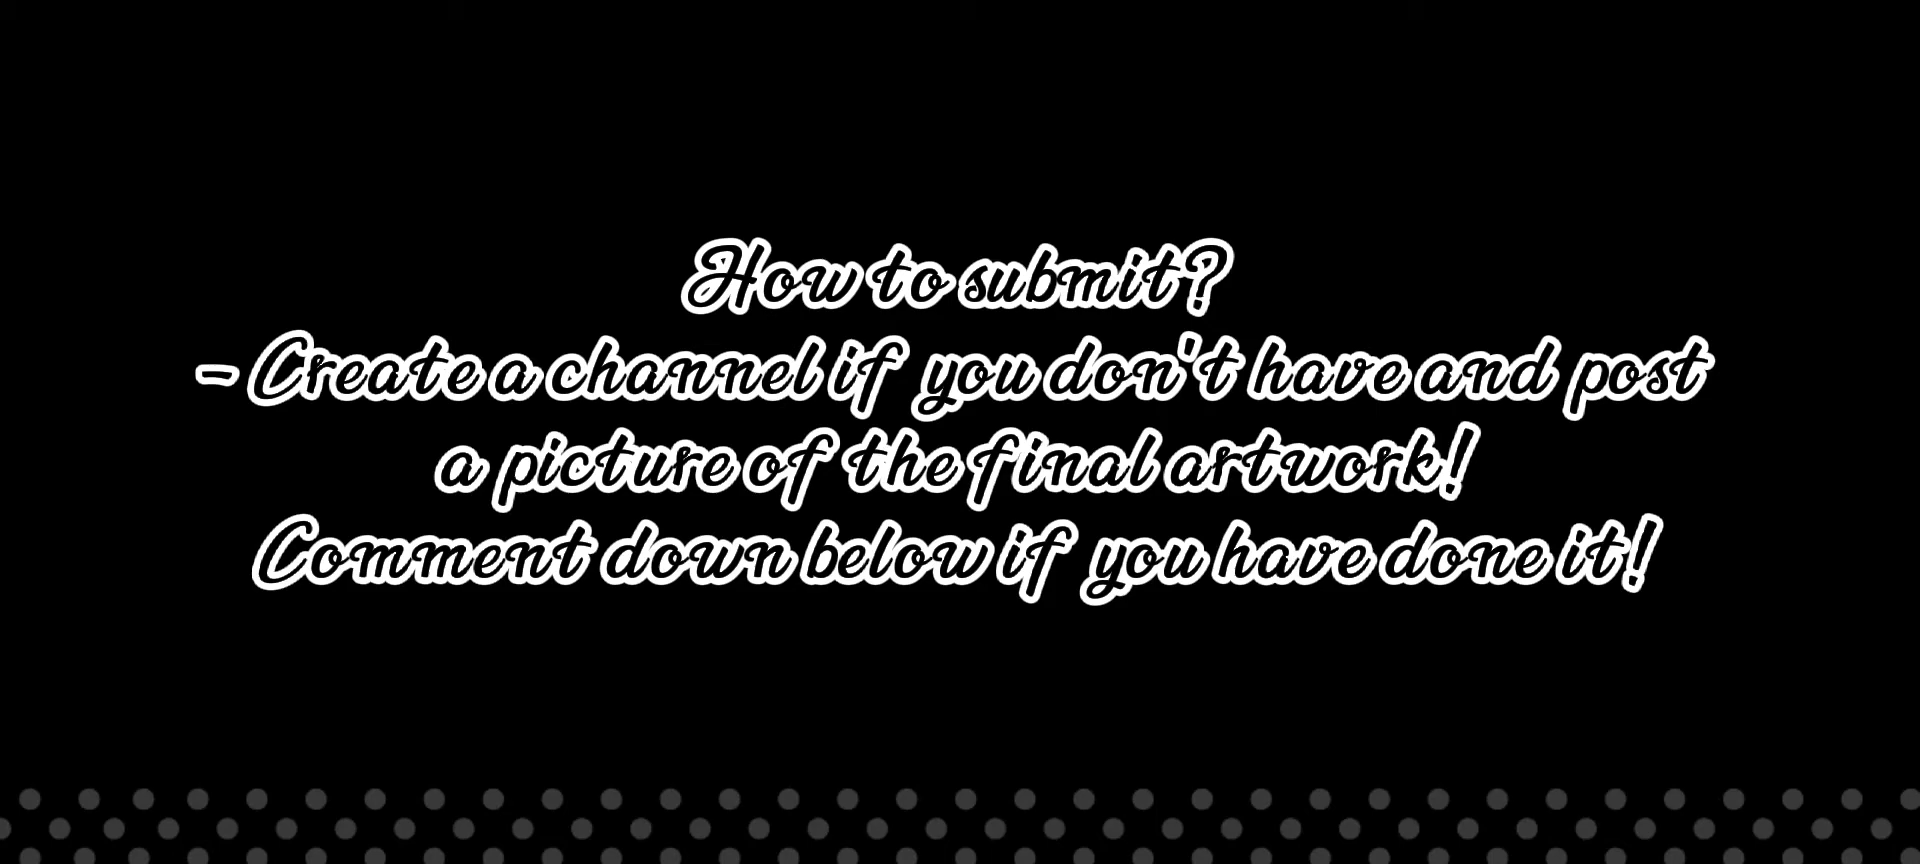 How to submit?
- Create a channel if you don't have and post
a picture of the final artwork!
Comment down below if you have done it!